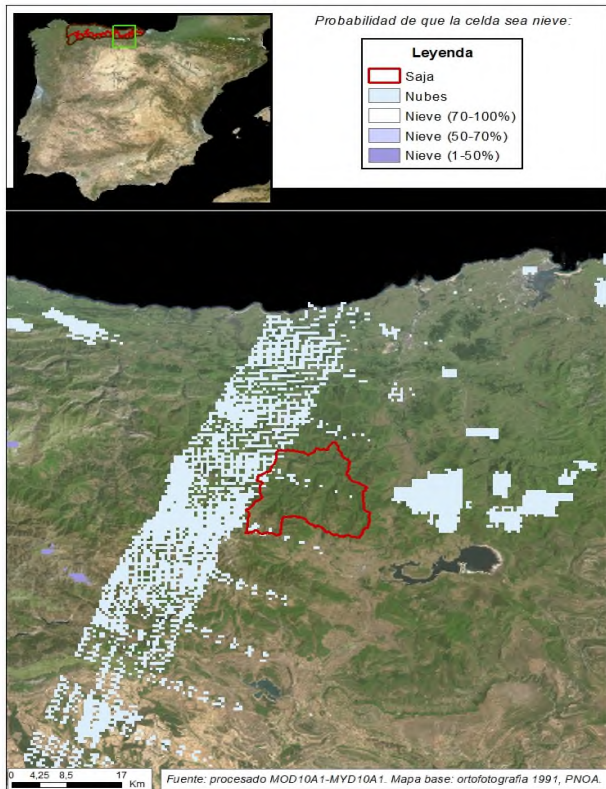 Probabilidad de que la celda sea nieve:
Leyenda
Saja
Nubes
Nieve (70-100%)
Nieve (50-70%)
Nieve (1-50%)
0 4,25 8,5 17
Km
Fuente: procesado MOD10A1-MYD10A1. Mapa base: ortofotografia 1991, PNOA.